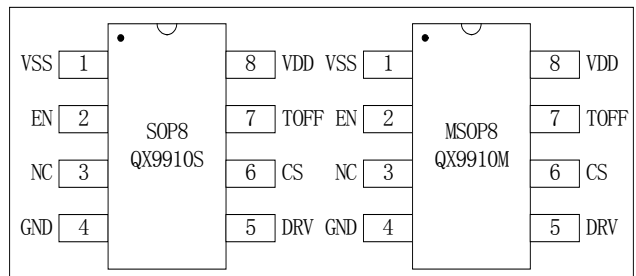 VSS 1 8 VDD VSS 1 8 VDD
EN 2 7 TOFF EN 2 7 TOFF
SOP8 MSOP8
QX9910S QX9910M
NC 3 6 CS NC 3 6 CS
GND 4 5 DRV GND 4 5 DRV